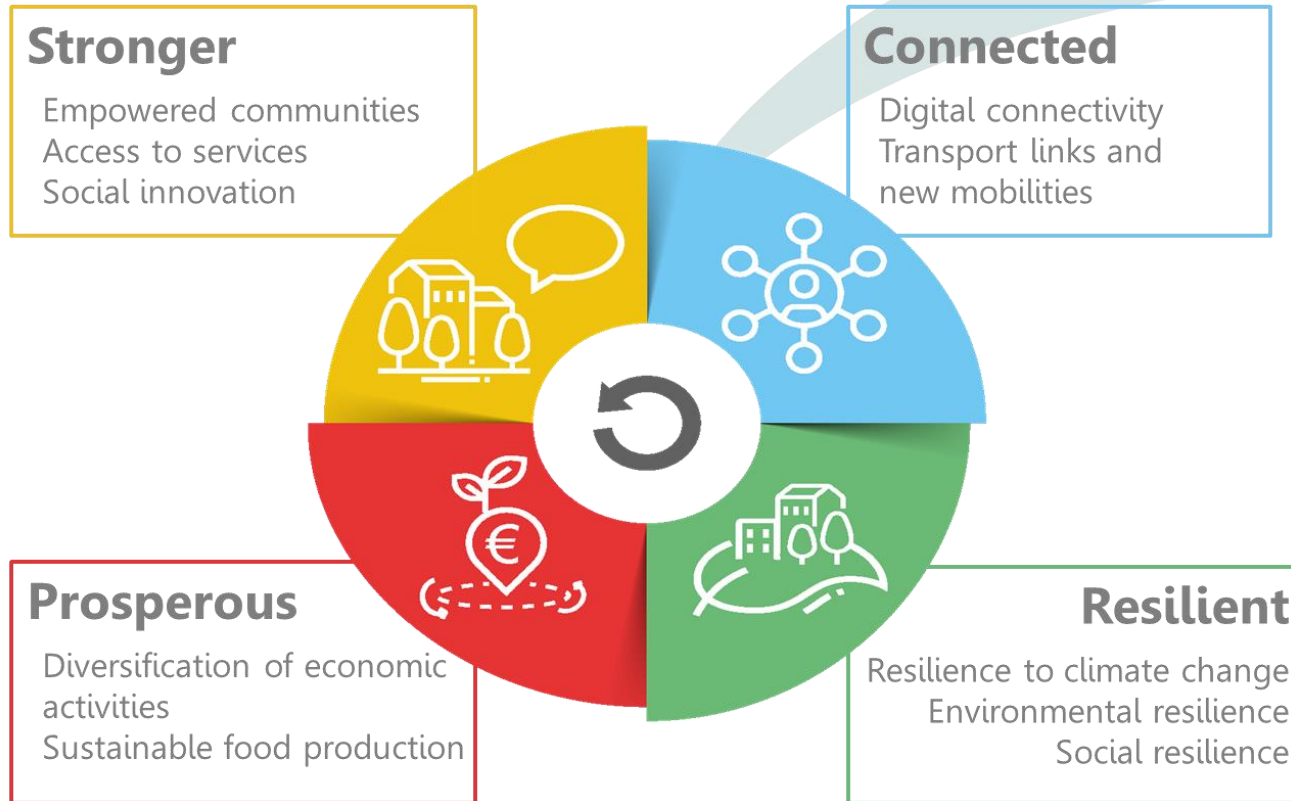 Stronger
Empowered communities
Access to services
Social innovation
Connected
Digital connectivity
Transport links and
new mobilities
€
Prosperous
Diversification of economic
activities
Sustainable food production
Resilient
Resilience to climate change
Environmental resilience
Social resilience